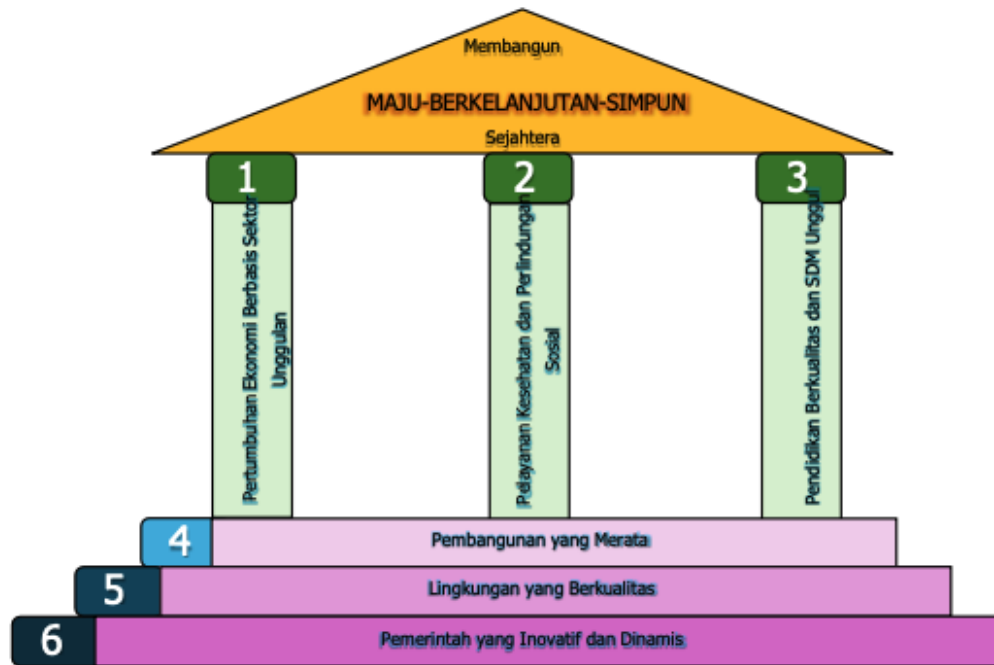 Membangun
MAJU-BERKELANJUTAN-SIMPUN
Sejahtera
1
2
3
Pertumbuhan Ekonomi Berbasis Sektor
Unggulan
Pelayanan Kesehatan dan Perlindungan
Sosial
Pendidikan Berkualitas dan SDM Unggul
4
Pembangunan yang Merata
5
Lingkungan yang Berkualitas
6
Pemerintah yang Inovatif dan Dinamis